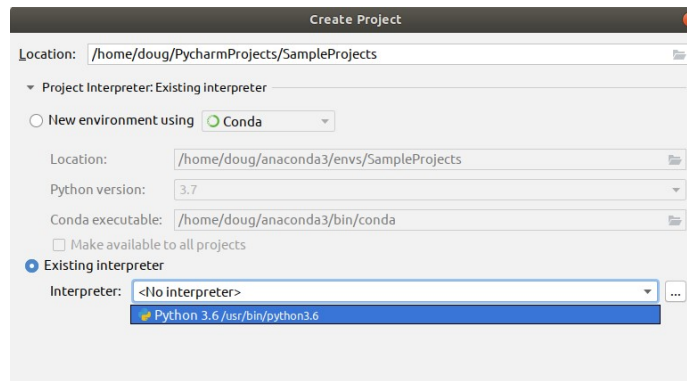 Create Project
Location: /home/doug/PycharmProjects/SampleProjects
Project Interpreter: Existing interpreter
New environment using Conda
Location: /home/doug/anaconda3/envs/SampleProjects
Python version: 3.7
Conda executable: /home/doug/anaconda3/bin/conda
Make available to all projects
Existing interpreter
Interpreter: <No interpreter> ...
Python 3.6 /usr/bin/python3.6